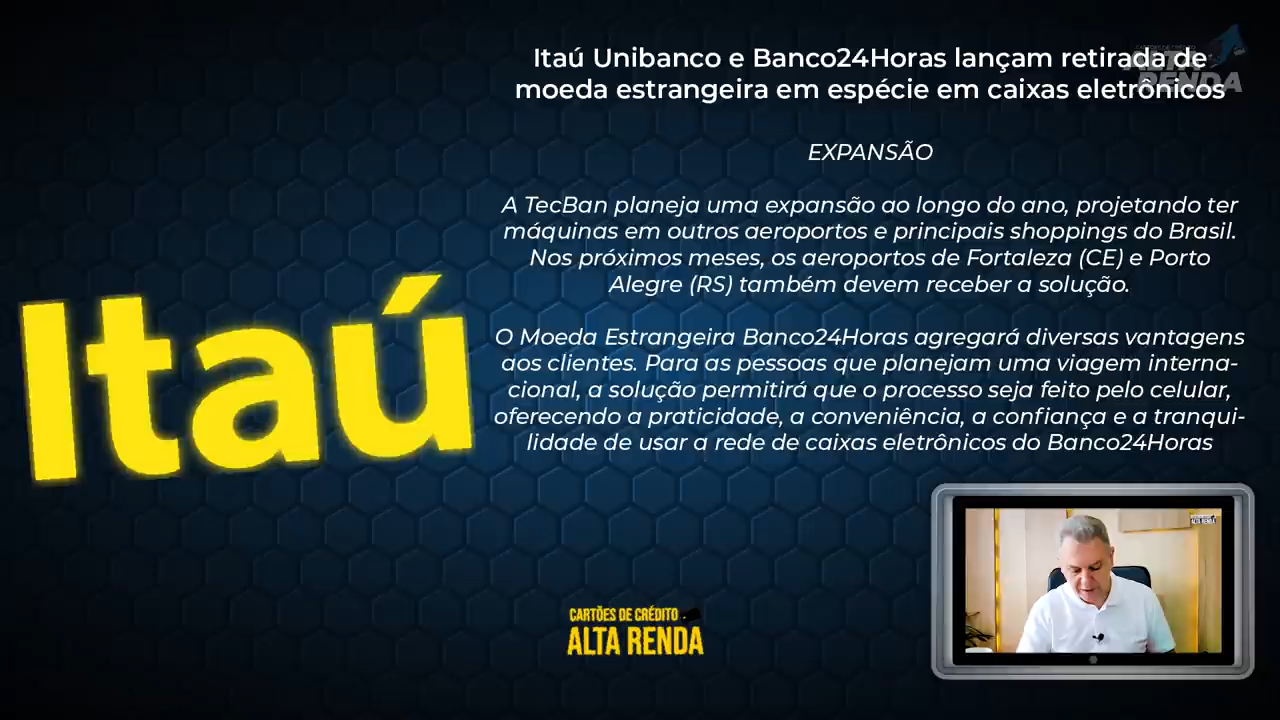 Itaú Unibanco e Banco24Horas lançam retirada de
moeda estrangeira em espécie em caixas eletrônicos
ALTA
RENDA
EXPANSÃO
A TecBan planeja uma expansão ao longo do ano, projetando ter
máquinas em outros aeroportos e principais shoppings do Brasil.
Nos próximos meses, os aeroportos de Fortaleza (CE) e Porto
Alegre (RS) também devem receber a solução.
O Moeda Estrangeira Banco24Horas agregará diversas vantagens
aos clientes. Para as pessoas que planejam uma viagem interna-
cional, a solução permitirá que o processo seja feito pelo celular,
oferecendo a praticidade, a conveniência, a confiança e a tranqui-
lidade de usar a rede de caixas eletrônicos do Banco24Horas
Itaú
CARTÕES DE CRÉDITO
ALTA RENDA
ALTA RENDA